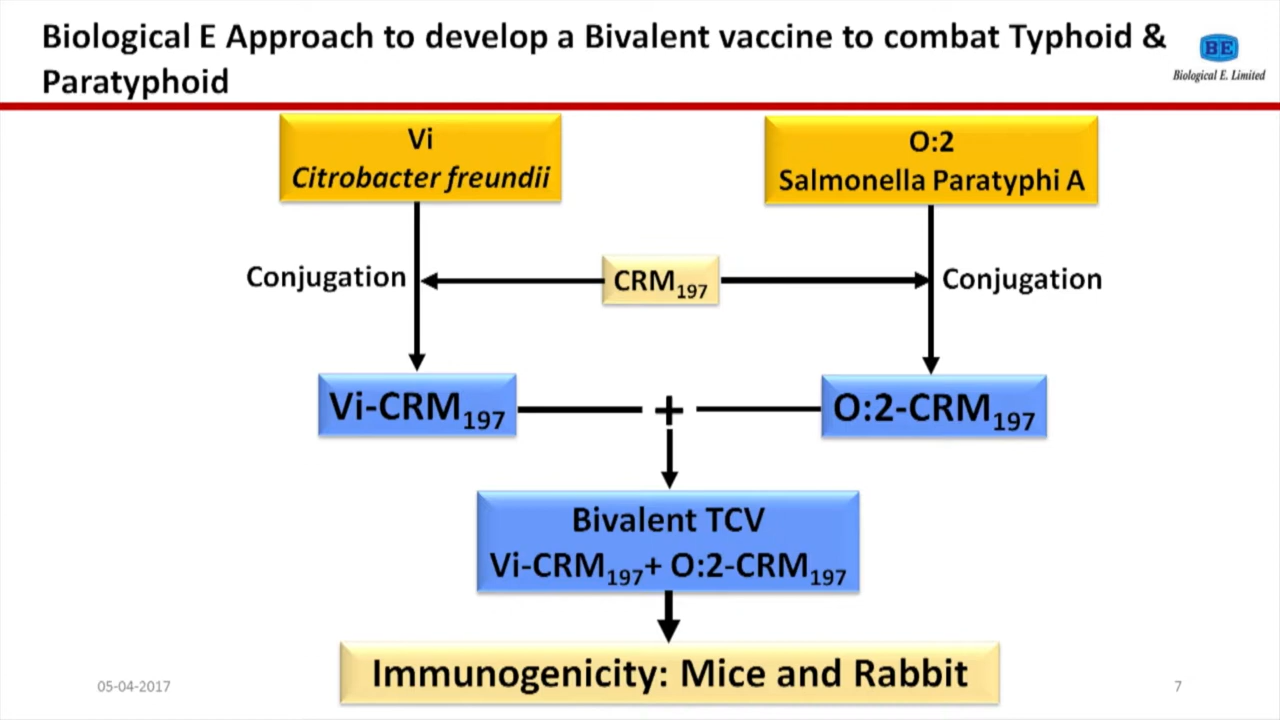 Biological E Approach to develop a Bivalent vaccine to combat Typhoid &
Paratyphoid
BE
Biological E. Limited
Vi
Citrobacter freundii
O:2
Salmonella Paratyphi A
Conjugation
CRM197
Conjugation
Vi-CRM197
+
O:2-CRM197
Bivalent TCV
Vi-CRM197+ O:2-CRM197
Immunogenicity: Mice and Rabbit
05-04-2017
7